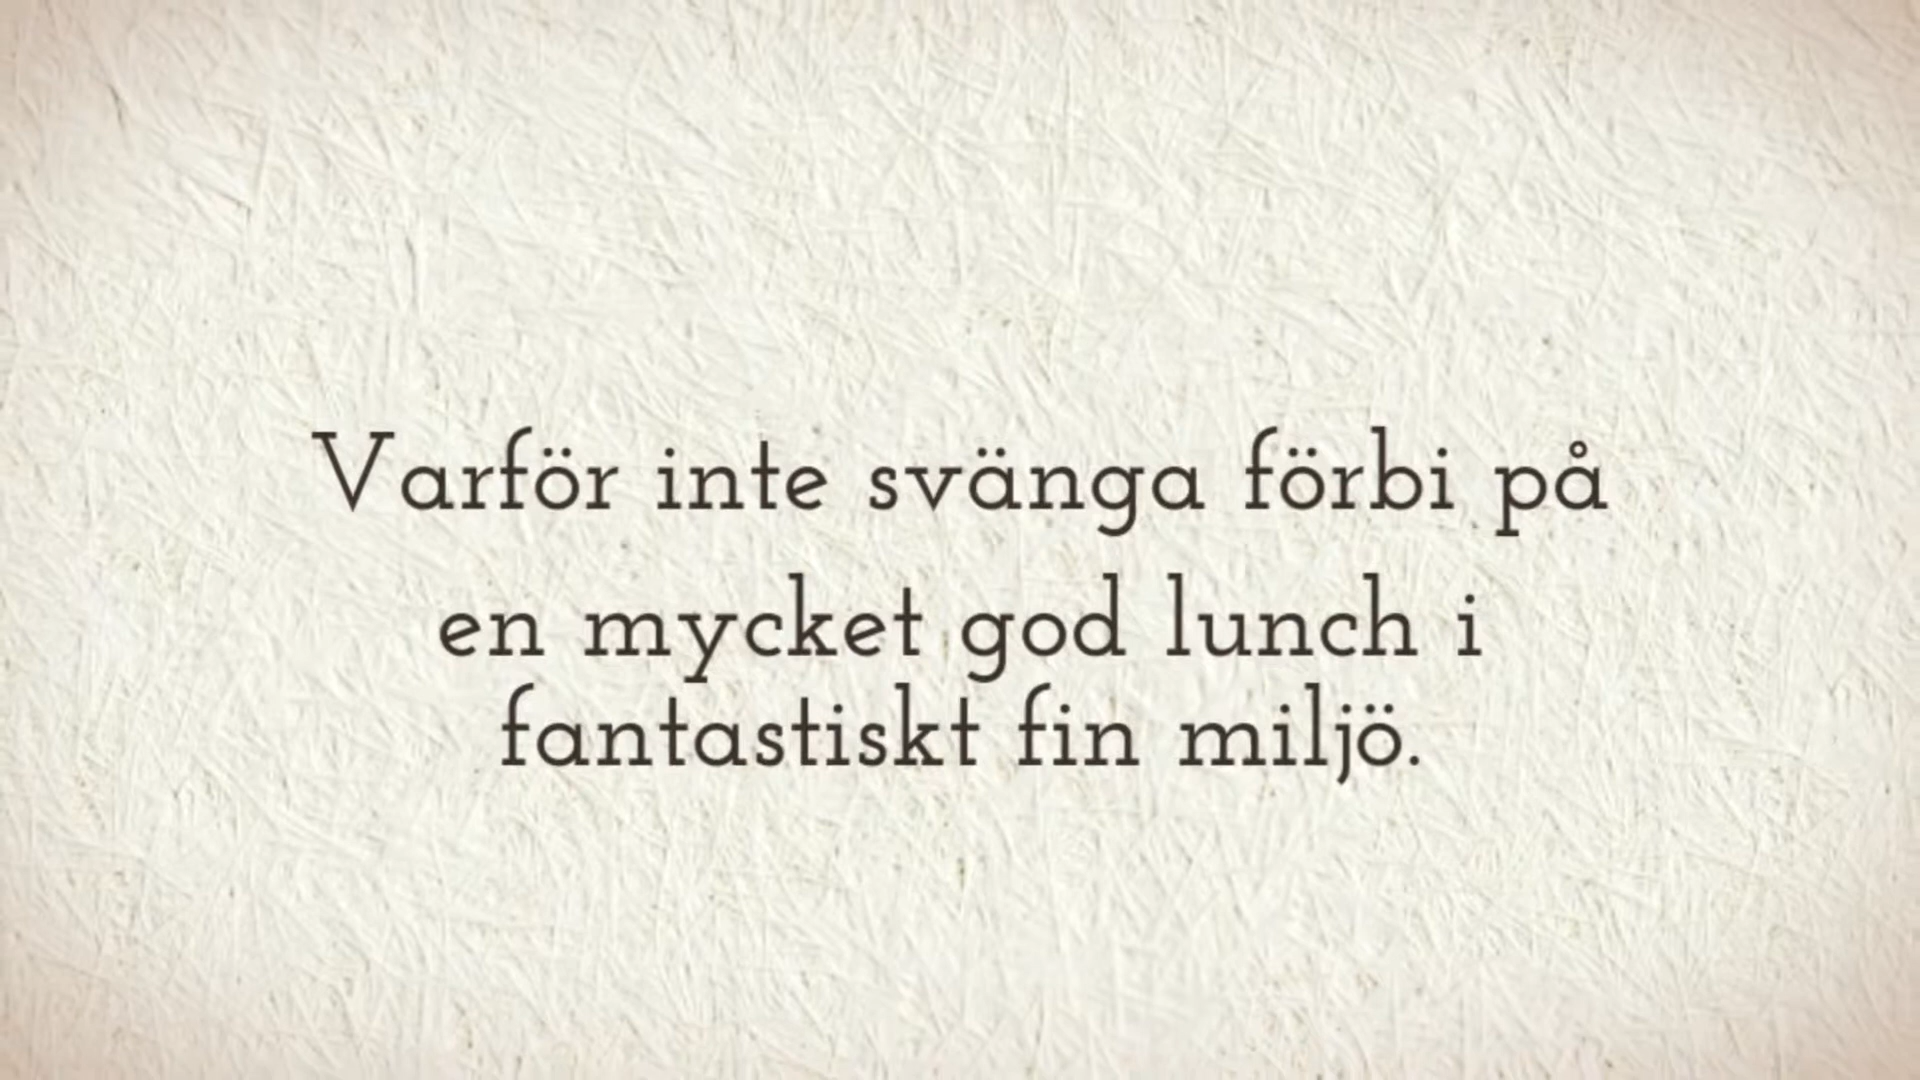 Varför inte svänga förbi på
en mycket god lunch i
fantastiskt fin miljö.